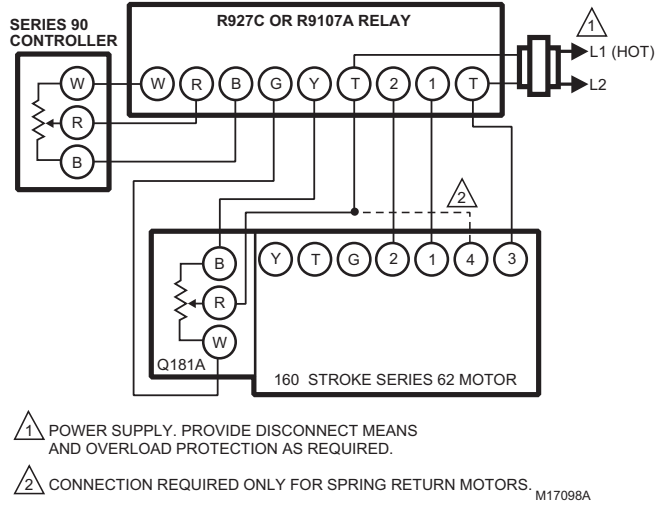 R927C OR R9107A RELAY
SERIES 90
CONTROLLER
1
L1 (HOT)
L2
W
R
B
W R B G Y T 2 1 T
2
B
R
W
Y T G 2 1 4 3
Q181A
160 STROKE SERIES 62 MOTOR
1 POWER SUPPLY. PROVIDE DISCONNECT MEANS
AND OVERLOAD PROTECTION AS REQUIRED.
2 CONNECTION REQUIRED ONLY FOR SPRING RETURN MOTORS.
M17098A